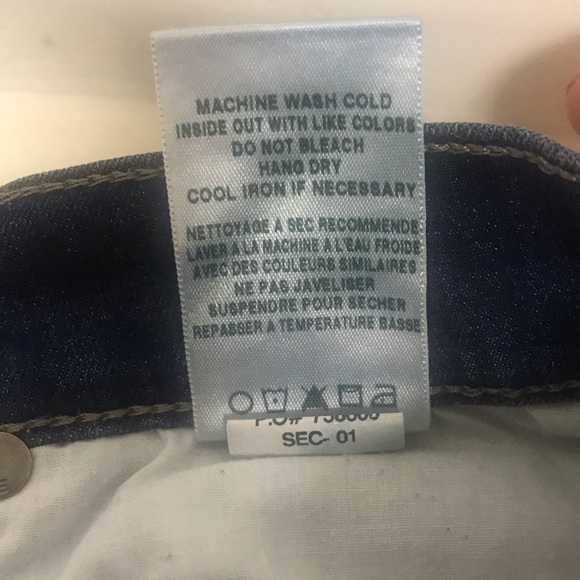 MACHINE WASH COLD
INSIDE OUT WITH LIKE COLORS
DO NOT BLEACH
HANG DRY
COOL IRON IF NECESSARY
NETTOYAGE A SEC RECOMMENDE
LAVER A LA MACHINE A L'EAU FROIDE
AVEC DES COULEURS SIMILAIRES
NE PAS JAVELISER
SUSPENDRE POUR SECHER
REPASSER A TEMPERATURE BASSE
P.O#
SEC- 01